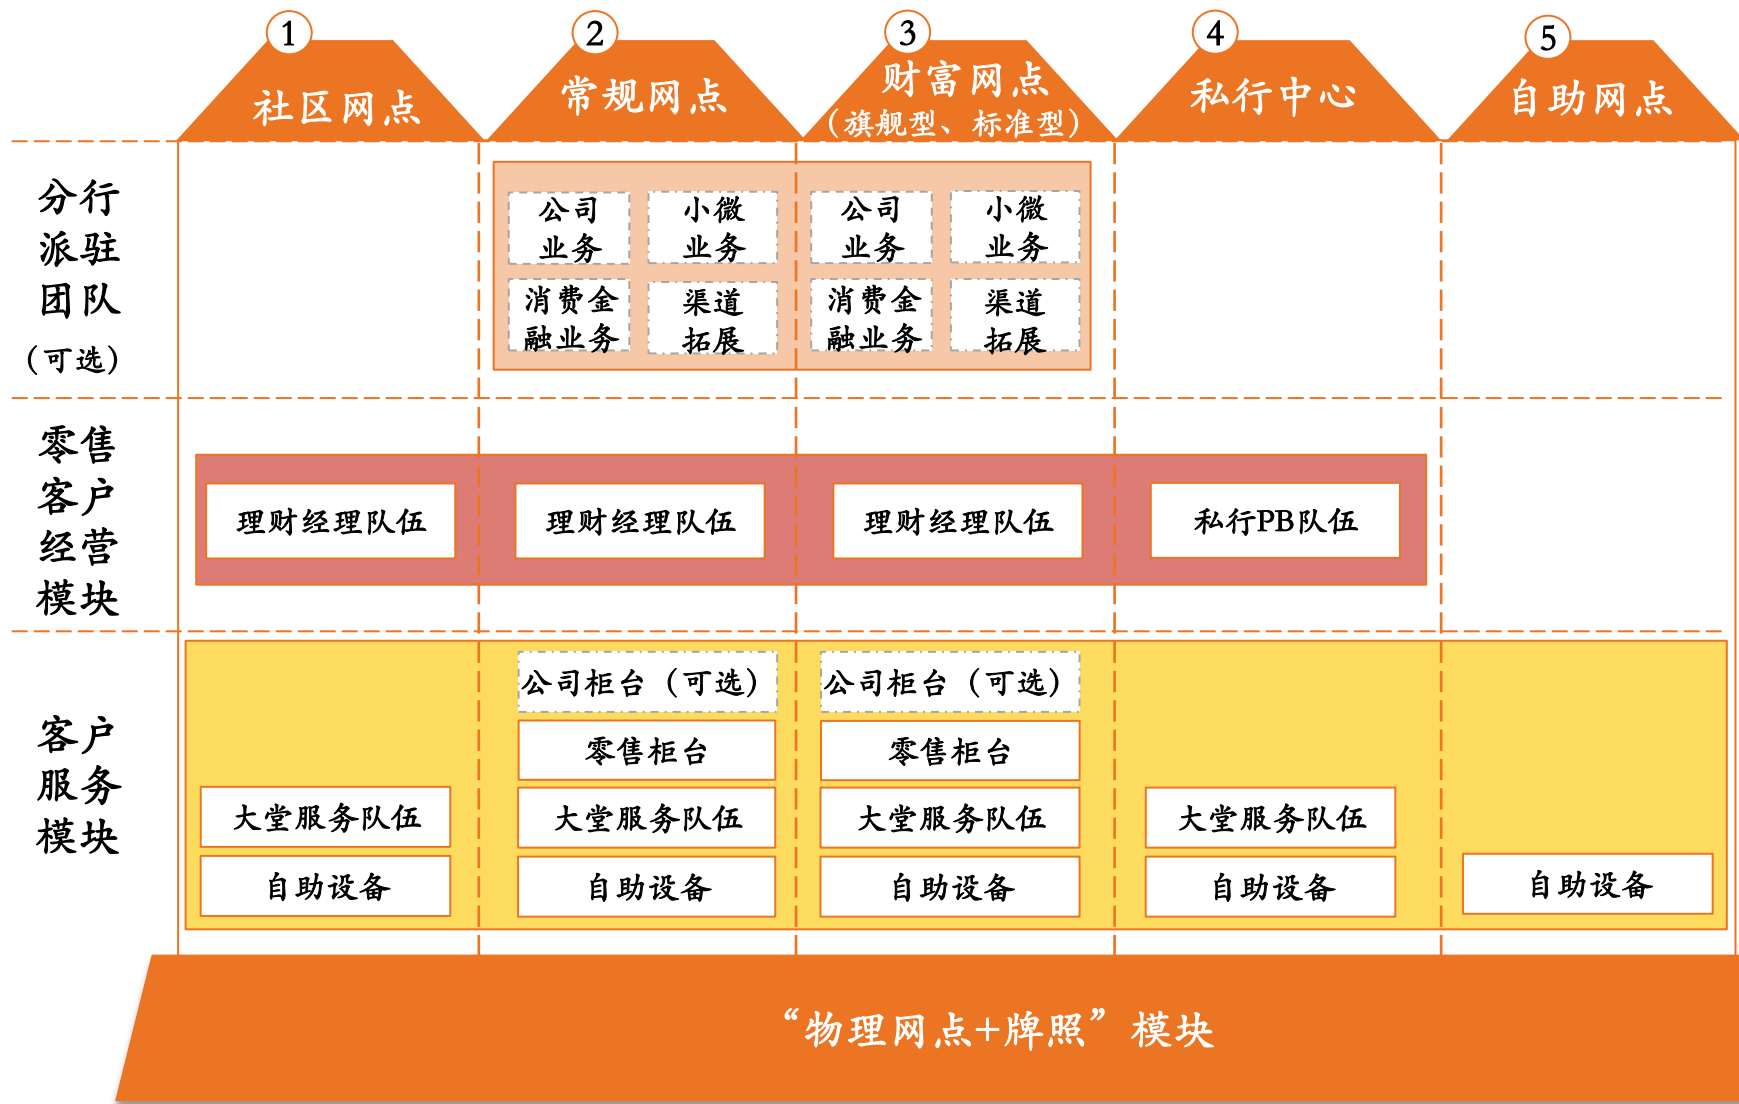 1
2
3
4
5
社区网点
常规网点
财富网点
(旗舰型、标准型)
私行中心
自助网点
分行
派驻
团队
(可选)
公司
业务
小微
业务
消费金
融业务
渠道
拓展
公司
业务
小微
业务
消费金
融业务
渠道
拓展
零售
客户
经营
模块
理财经理队伍
理财经理队伍
理财经理队伍
私行PB队伍
客户
服务
模块
公司柜台（可选）
公司柜台（可选）
零售柜台
零售柜台
大堂服务队伍
大堂服务队伍
大堂服务队伍
大堂服务队伍
自助设备
自助设备
自助设备
自助设备
自助设备
“物理网点+牌照”模块